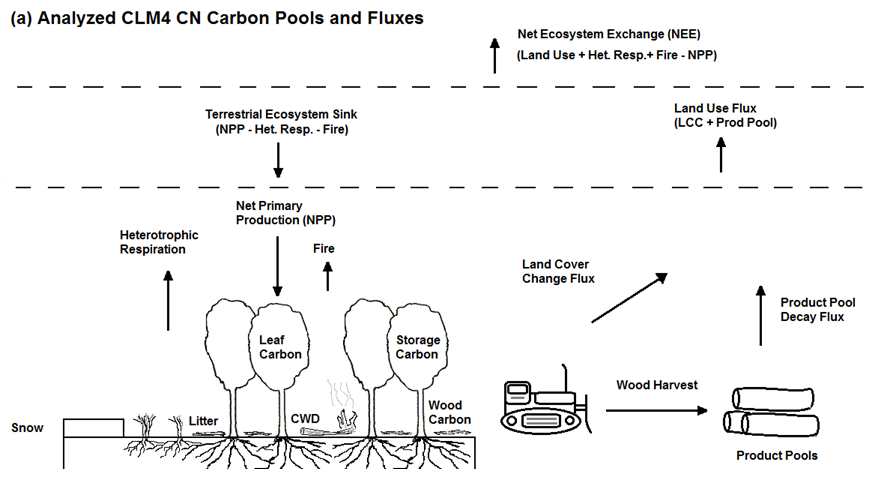 (a) Analyzed CLM4 CN Carbon Pools and Fluxes
Net Ecosystem Exchange (NEE)
(Land Use + Het. Resp.+ Fire - NPP)
Terrestrial Ecosystem Sink
(NPP - Het. Resp. - Fire)
Land Use Flux
(LCC + Prod Pool)
Net Primary
Production (NPP)
Heterotrophic
Respiration
Fire
Land Cover
Change Flux
Product Pool
Decay Flux
Leaf
Carbon
Storage
Carbon
Wood Harvest
Snow
Litter
CWD
Wood
Carbon
Product Pools